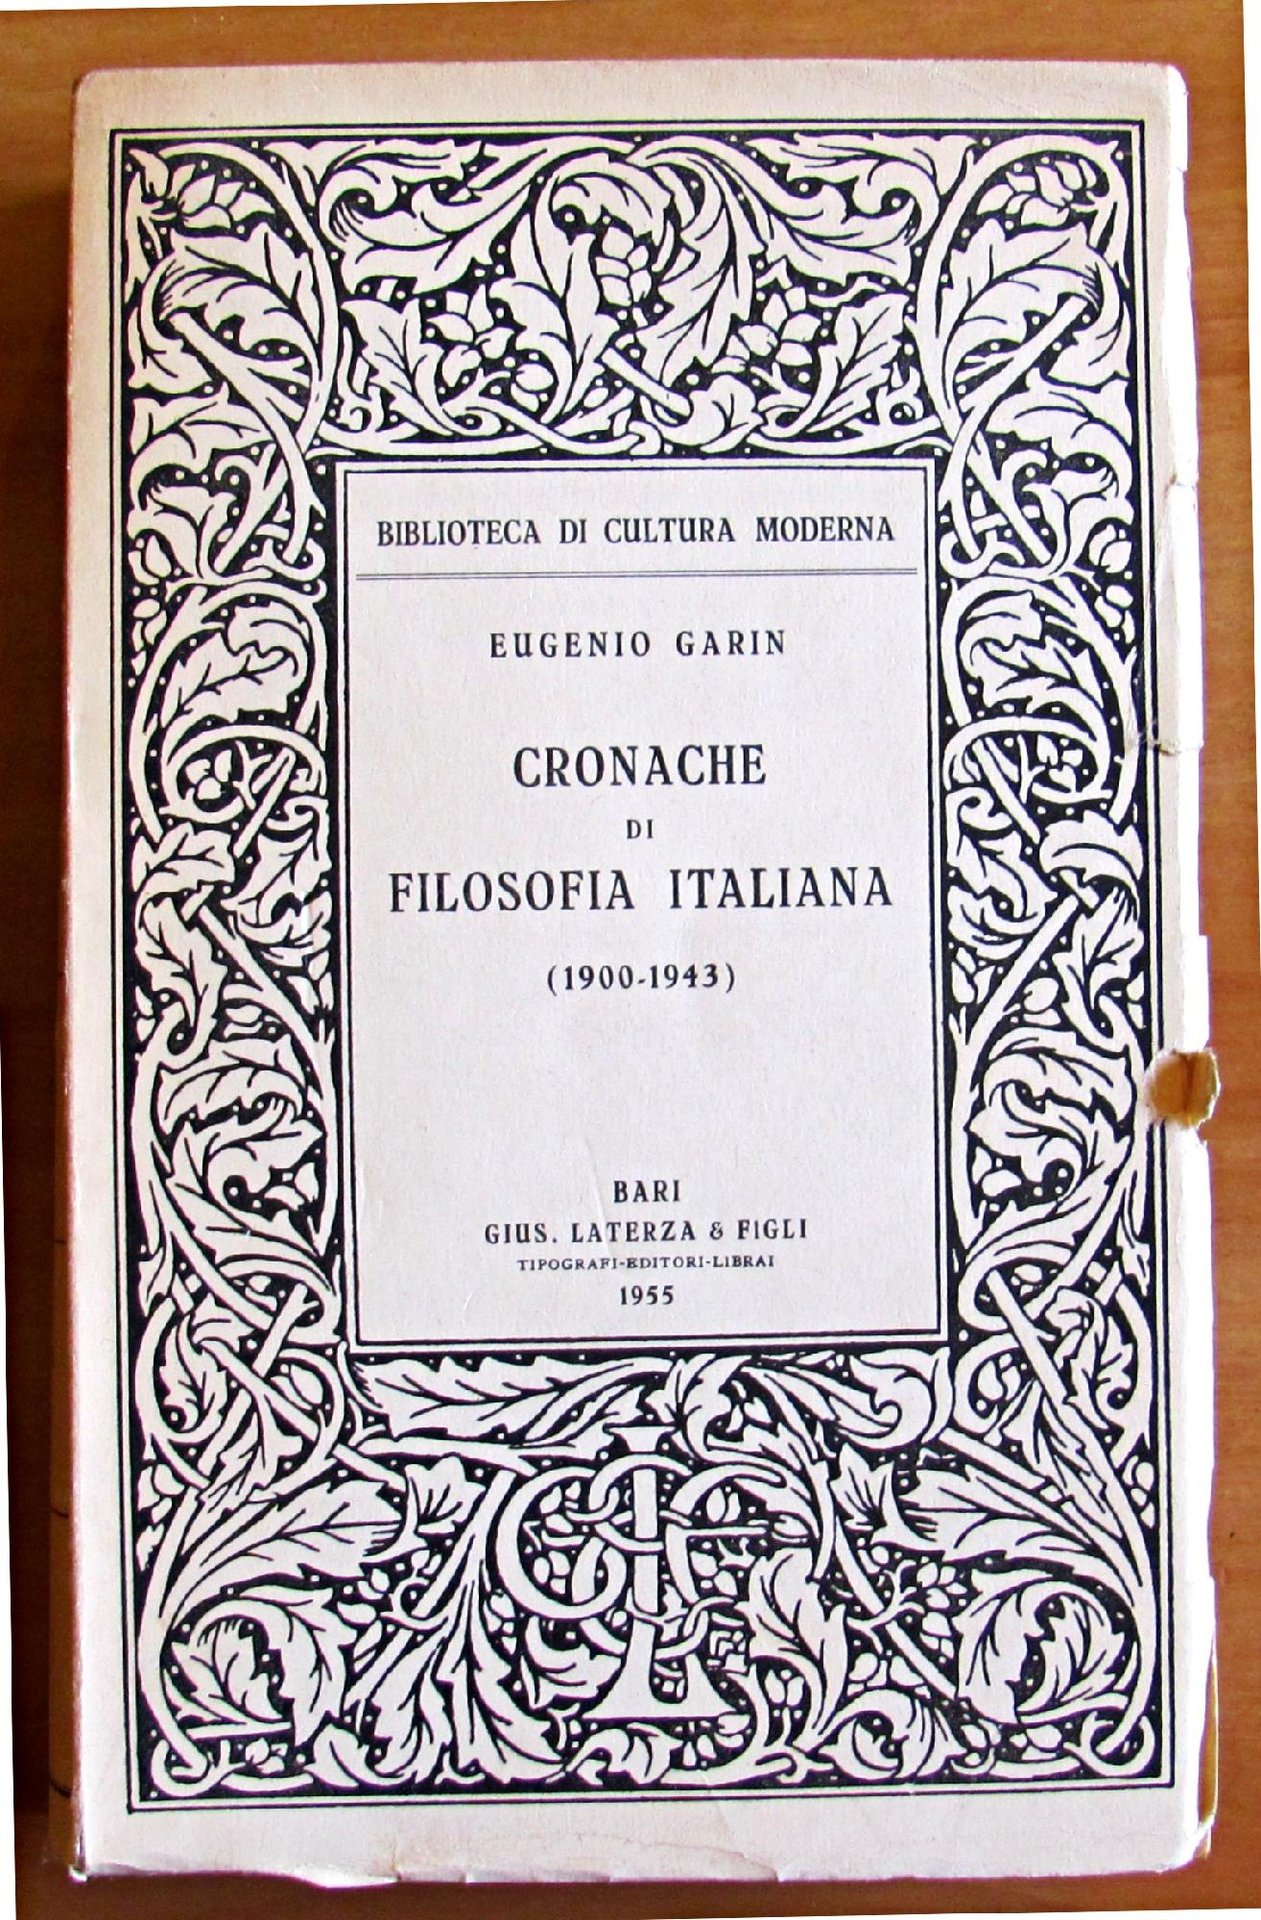 BIBLIOTECA DI CULTURA MODERNA
EUGENIO GARIN
CRONACHE
DI
FILOSOFIA ITALIANA
(1900-1943)
BARI
GIUS. LATERZA & FIGLI
TIPOGRAFI-EDITORI-LIBRAI
1955